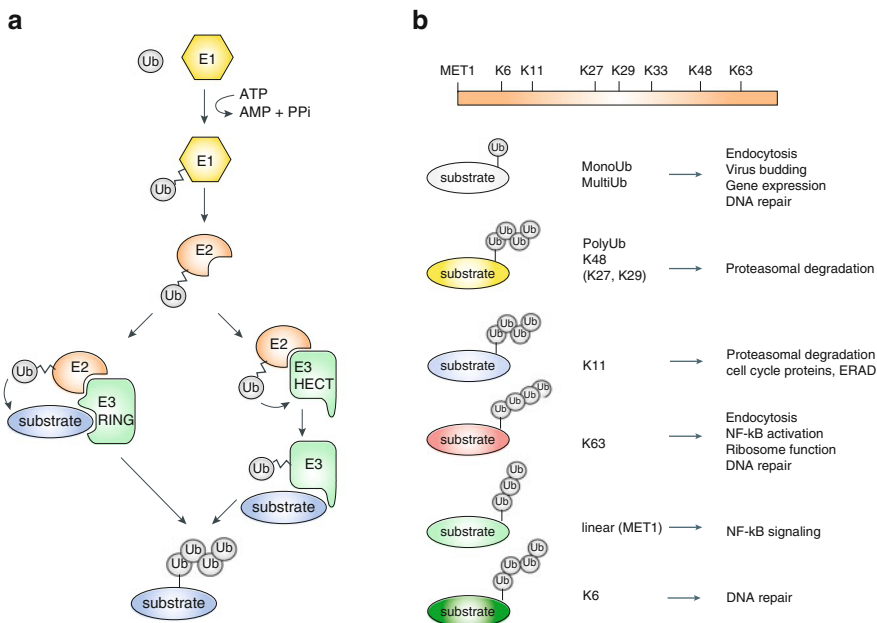 a
Ub
E1
ATP
AMP + PPi
E1
Ub
E2
Ub
Ub
E2
E3
RING
substrate
E2
E3
HECT
Ub
Ub
E3
substrate
Ub
Ub
Ub
Ub
substrate
b
MET1 K6 K11 K27 K29 K33 K48 K63
Ub
substrate
MonoUb
MultiUb
Endocytosis
Virus budding
Gene expression
DNA repair
Ub Ub
Ub Ub
substrate
PolyUb
K48
(K27, K29)
Proteasomal degradation
Ub Ub
Ub Ub
substrate
K11
Proteasomal degradation
cell cycle proteins, ERAD
Ub Ub Ub Ub
substrate
K63
Endocytosis
NF-kB activation
Ribosome function
DNA repair
Ub
Ub
Ub
substrate
linear (MET1)
NF-kB signaling
Ub
Ub Ub
Ub
substrate
K6
DNA repair